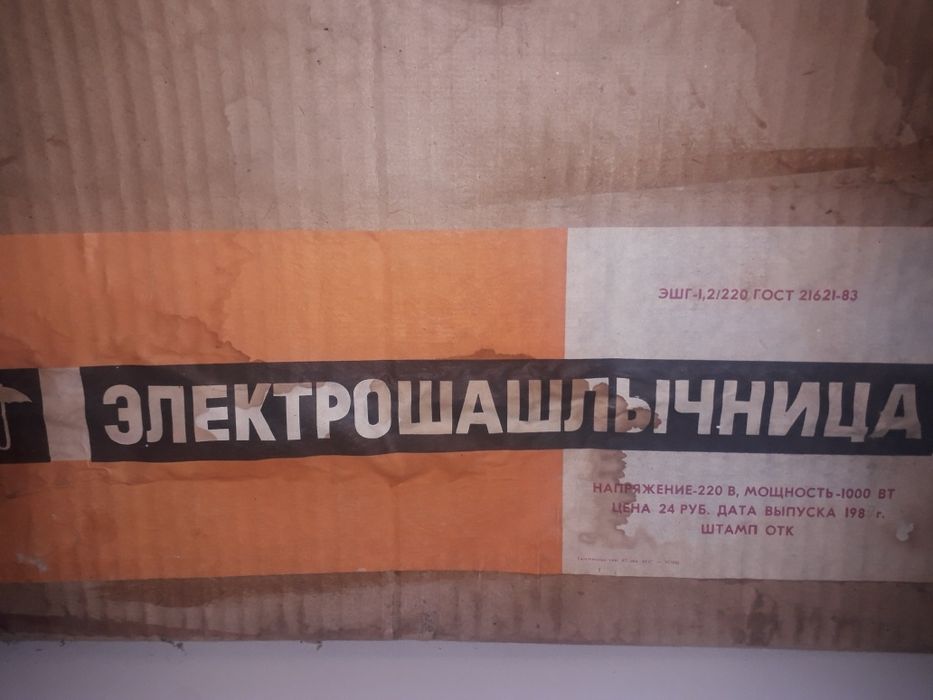 ЭШГ-1,2/220 ГОСТ 21621-83
ЭЛЕКТРОШАШЛЫЧНИЦА
НАПРЯЖЕНИЕ-220 В, МОЩНОСТЬ-1000 ВТ
ЦЕНА 24 РУБ. ДАТА ВЫПУСКА 198 г.
ШТАМП ОТК